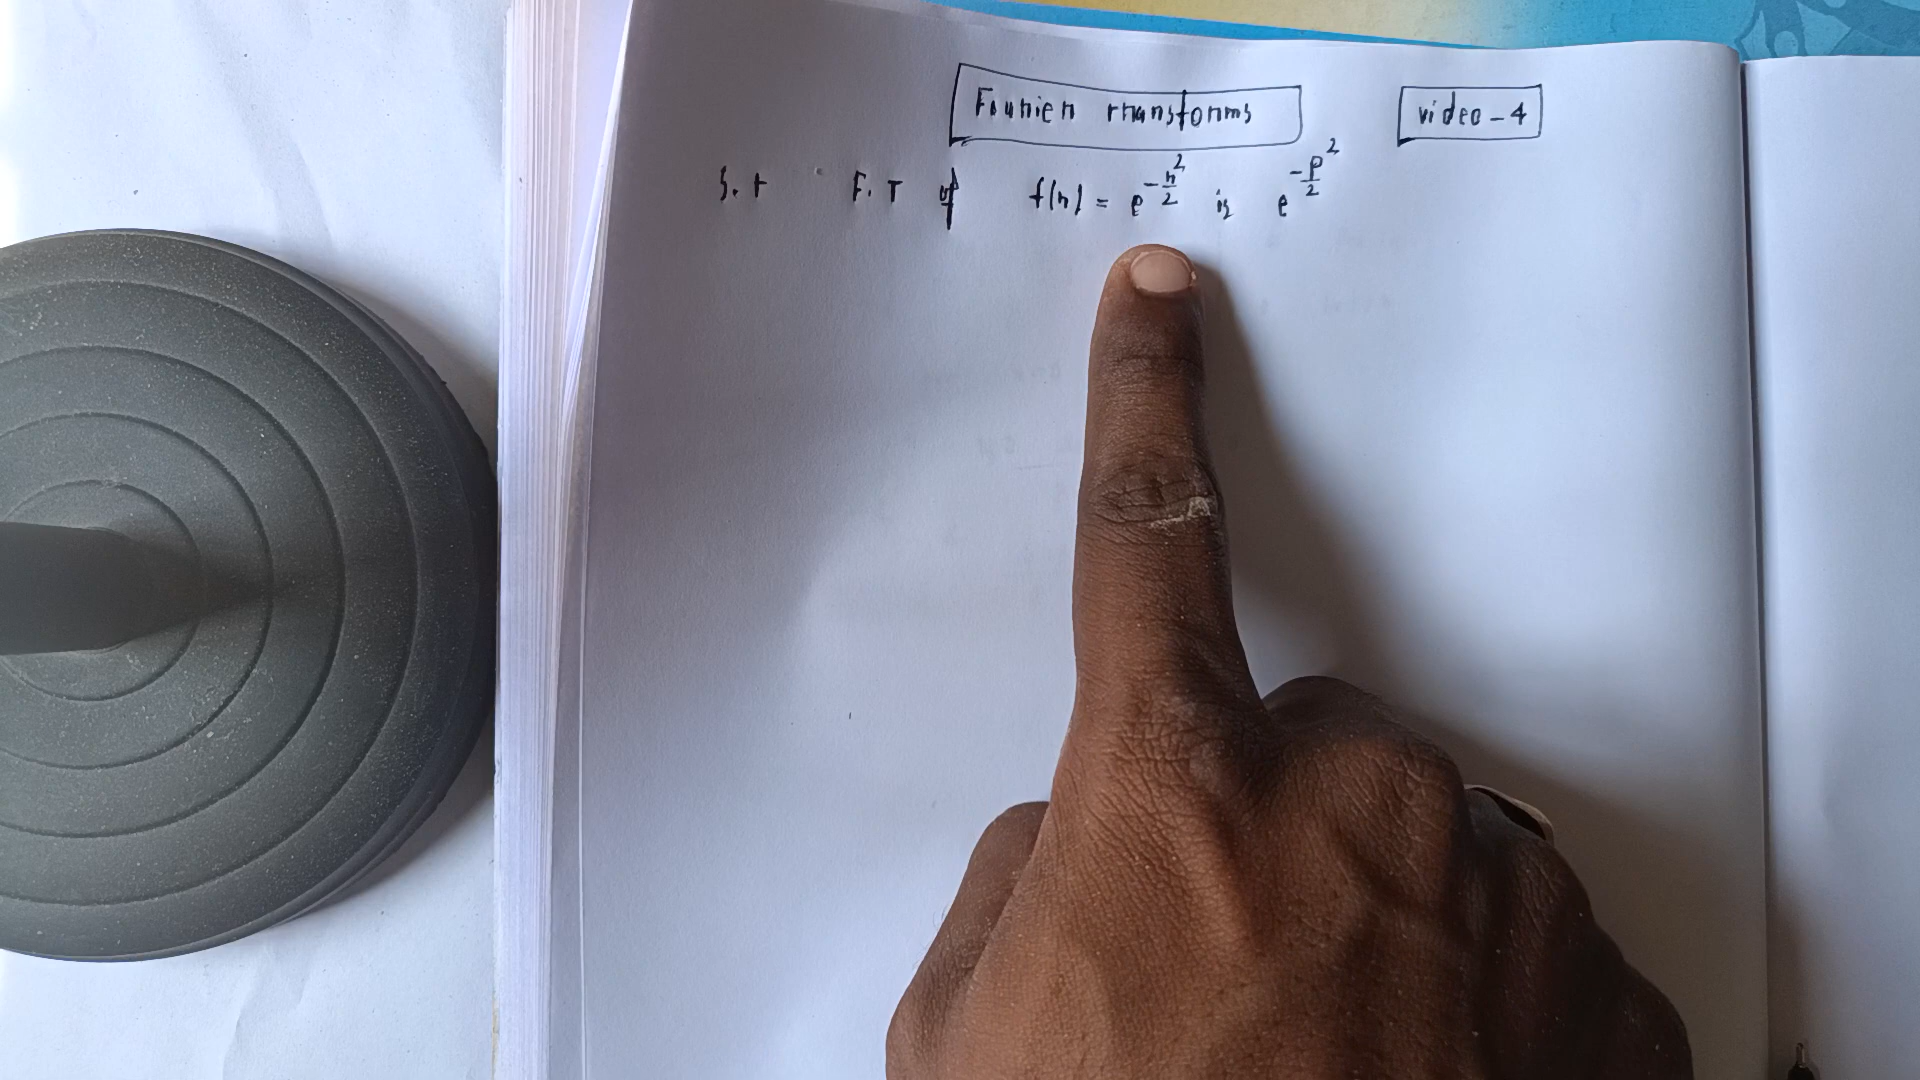 Fourier Transforms
video - 4
S.t F.T of f(x) = e^{-x^2/2} is e^{-p^2/2}